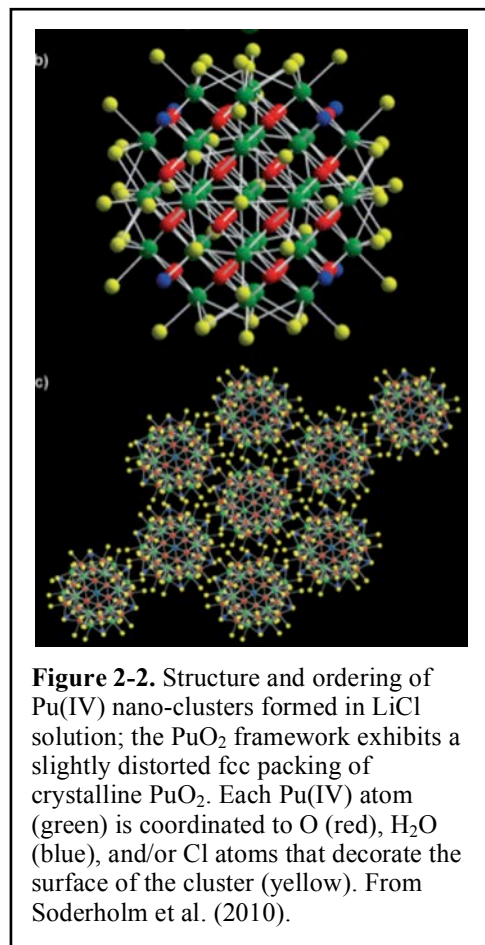 b)
c)
Figure 2-2. Structure and ordering of
Pu(IV) nano-clusters formed in LiCl
solution; the PuO₂ framework exhibits a
slightly distorted fcc packing of
crystalline PuO₂. Each Pu(IV) atom
(green) is coordinated to O (red), H₂O
(blue), and/or Cl atoms that decorate the
surface of the cluster (yellow). From
Soderholm et al. (2010).